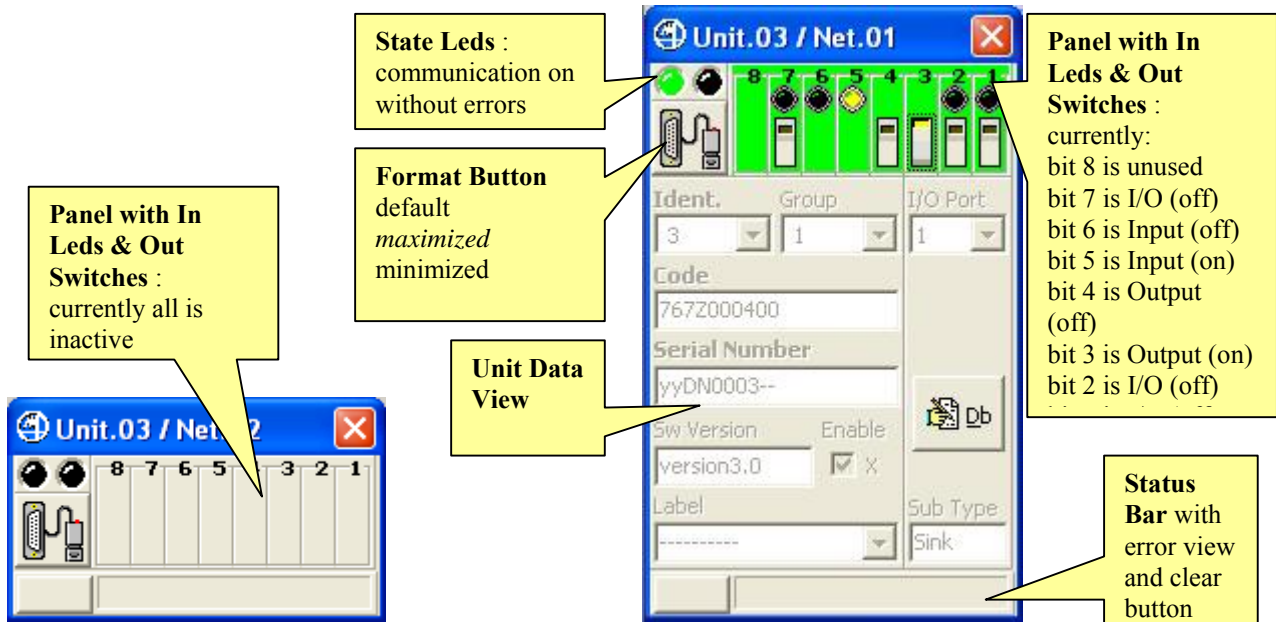 State Leds :
communication on
without errors
Format Button
default
maximized
minimized
Panel with In
Leds & Out
Switches :
currently all is
inactive
Unit Data
View
Unit.03 / Net. 2
8 7 6 5 3 2 1
Unit.03 / Net.01
8 7 6 5 4 3 2 1
Ident. Group I/O Port
3 1 1
Code
767Z000400
Serial Number
yyDN0003--
Db
Sw Version Enable
version3.0 X
Label Sub Type
---------- Sink
Panel with In
Leds & Out
Switches :
currently:
bit 8 is unused
bit 7 is I/O (off)
bit 6 is Input (off)
bit 5 is Input (on)
bit 4 is Output
(off)
bit 3 is Output (on)
bit 2 is I/O (off)
Status
Bar with
error view
and clear
button